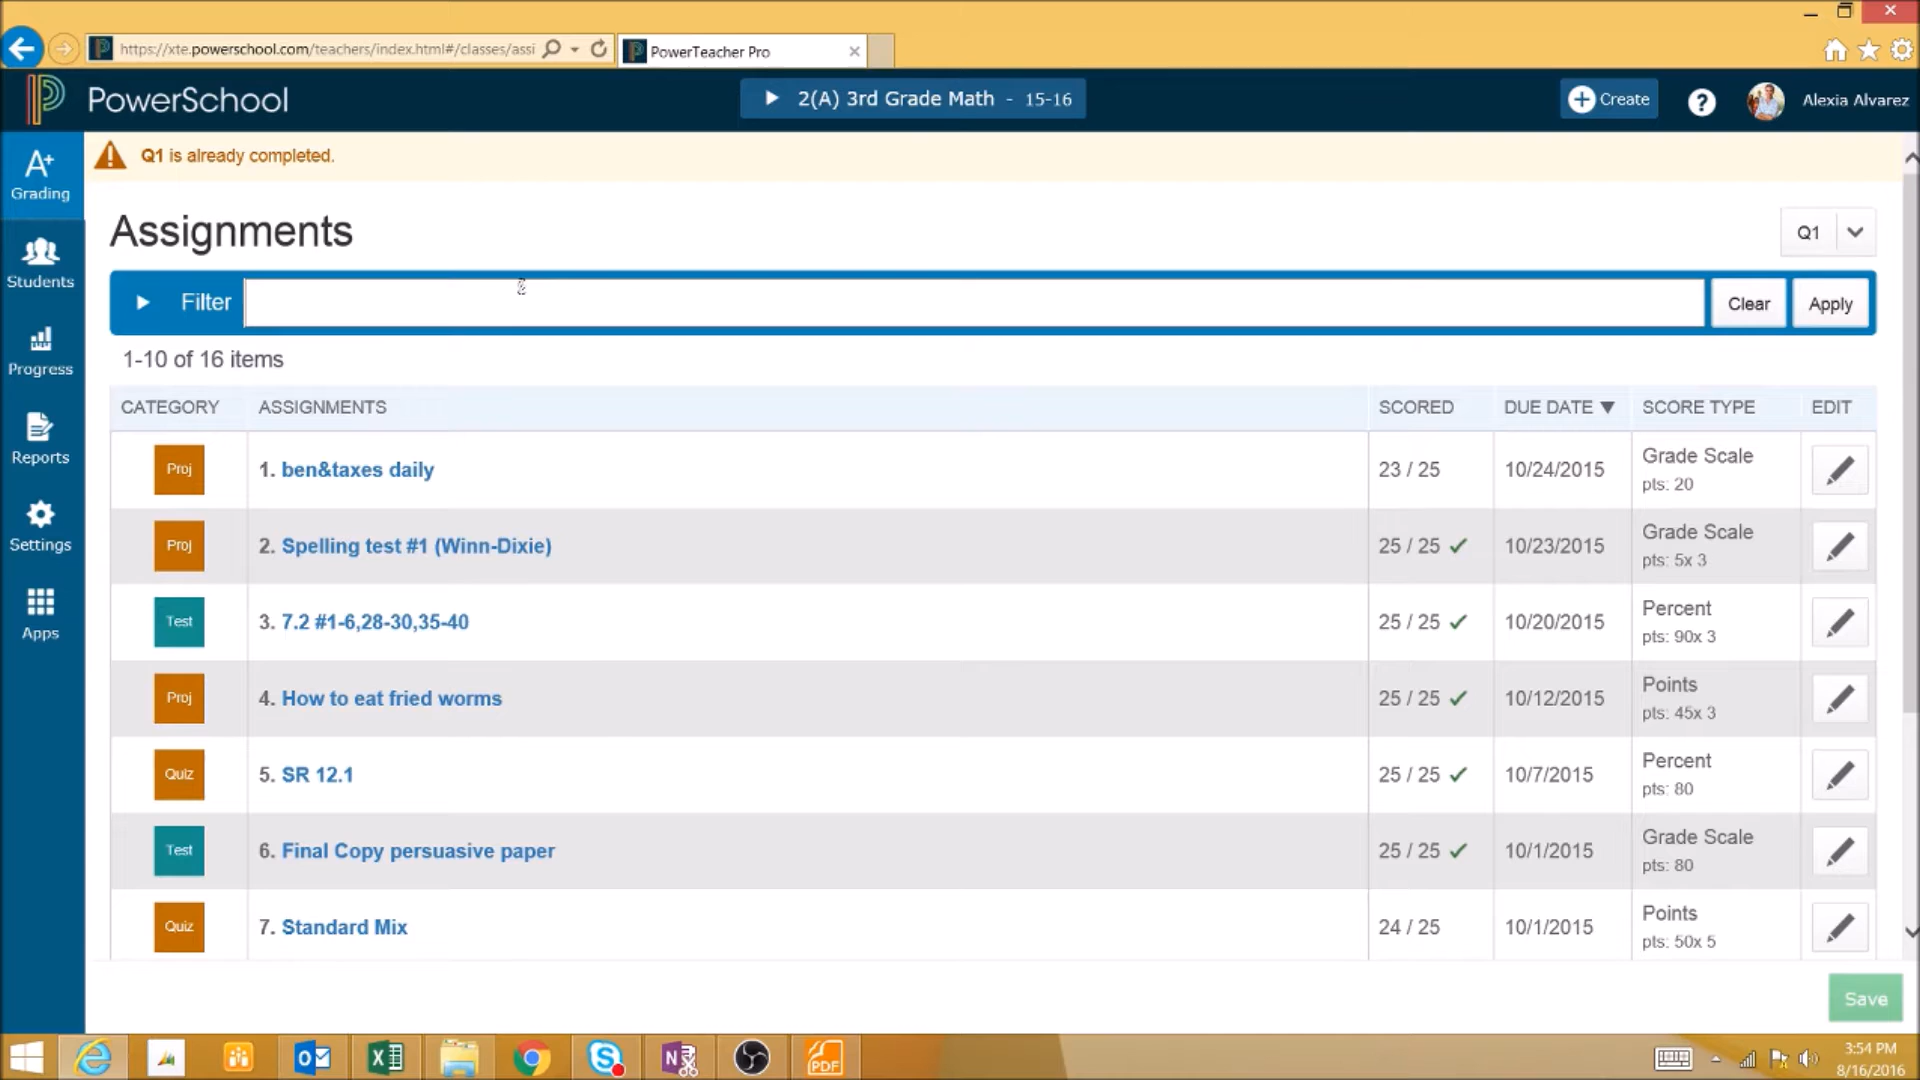 https://xte.powerschool.com/teachers/index.html#/classes/assi
PowerTeacher Pro
PowerSchool
2(A) 3rd Grade Math - 15-16
Create
?
Alexia Alvarez
A+
Grading
Students
Progress
Reports
Settings
Apps
Q1 is already completed.
Assignments
Q1
Filter
Clear
Apply
1-10 of 16 items
CATEGORY ASSIGNMENTS SCORED DUE DATE SCORE TYPE EDIT
Proj 1. ben&taxes daily 23 / 25 10/24/2015 Grade Scale
pts: 20
Proj 2. Spelling test #1 (Winn-Dixie) 25 / 25 10/23/2015 Grade Scale
pts: 5x 3
Test 3. 7.2 #1-6,28-30,35-40 25 / 25 10/20/2015 Percent
pts: 90x 3
Proj 4. How to eat fried worms 25 / 25 10/12/2015 Points
pts: 45x 3
Quiz 5. SR 12.1 25 / 25 10/7/2015 Percent
pts: 80
Test 6. Final Copy persuasive paper 25 / 25 10/1/2015 Grade Scale
pts: 80
Quiz 7. Standard Mix 24 / 25 10/1/2015 Points
pts: 50x 5
Save
PDF
3:54 PM
8/16/2016